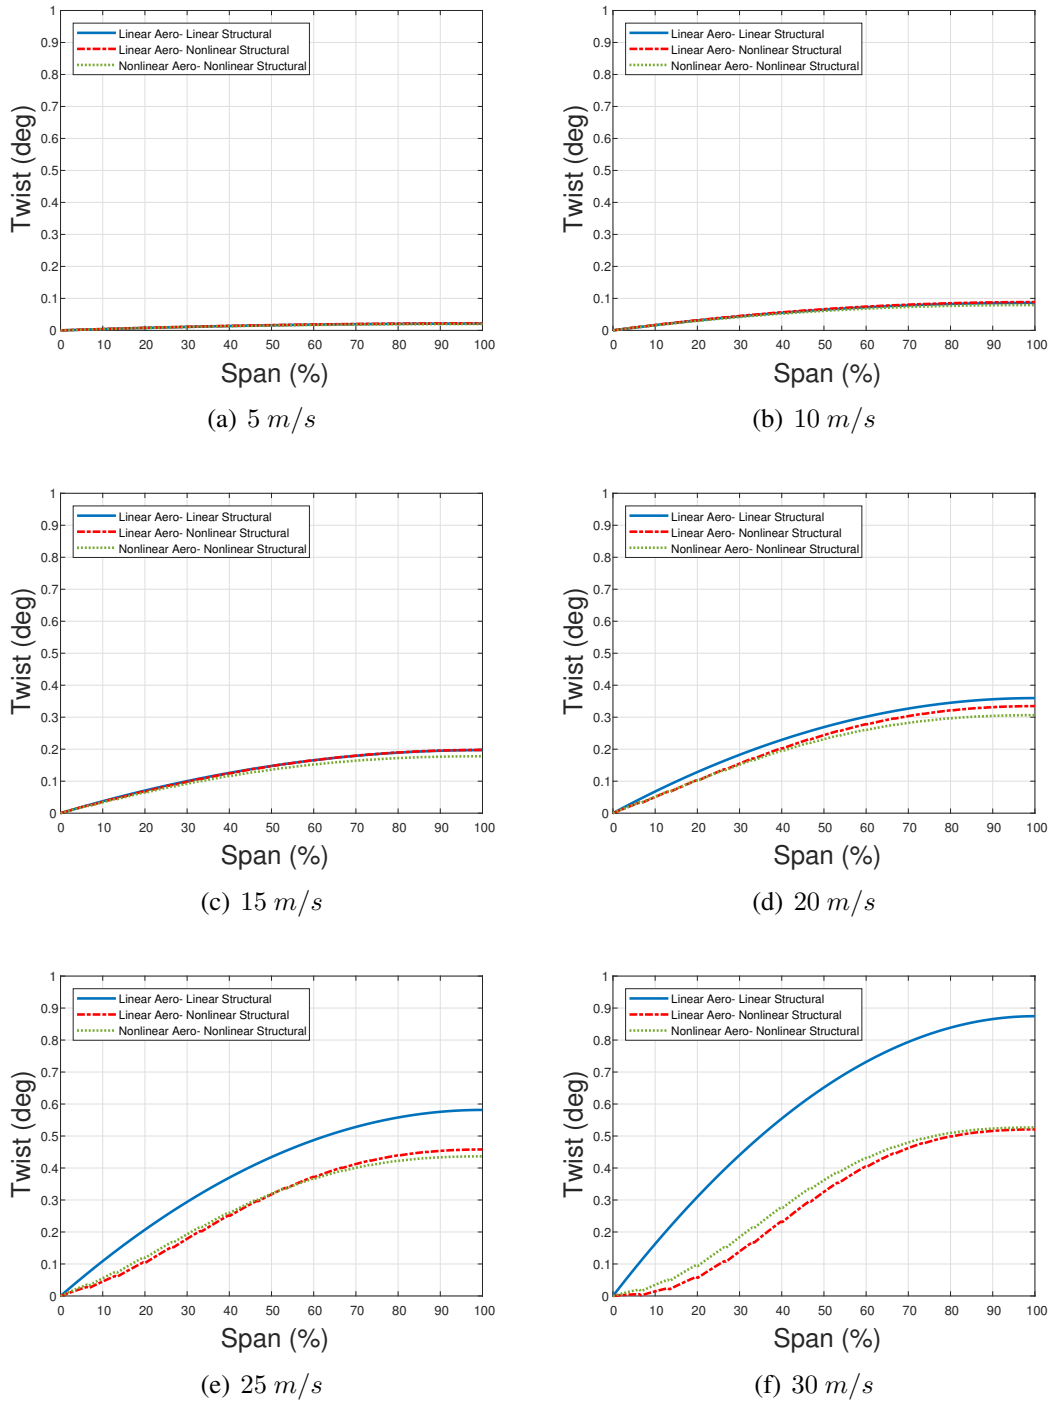 1
0.9
0.8
0.7
0.6
0.5
0.4
0.3
0.2
0.1
0
Twist (deg)
Linear Aero- Linear Structural
Linear Aero- Nonlinear Structural
Nonlinear Aero- Nonlinear Structural
0 10 20 30 40 50 60 70 80 90 100
Span (%)
(a) 5 m/s
1
0.9
0.8
0.7
0.6
0.5
0.4
0.3
0.2
0.1
0
Twist (deg)
Linear Aero- Linear Structural
Linear Aero- Nonlinear Structural
Nonlinear Aero- Nonlinear Structural
0 10 20 30 40 50 60 70 80 90 100
Span (%)
(b) 10 m/s
1
0.9
0.8
0.7
0.6
0.5
0.4
0.3
0.2
0.1
0
Twist (deg)
Linear Aero- Linear Structural
Linear Aero- Nonlinear Structural
Nonlinear Aero- Nonlinear Structural
0 10 20 30 40 50 60 70 80 90 100
Span (%)
(c) 15 m/s
1
0.9
0.8
0.7
0.6
0.5
0.4
0.3
0.2
0.1
0
Twist (deg)
Linear Aero- Linear Structural
Linear Aero- Nonlinear Structural
Nonlinear Aero- Nonlinear Structural
0 10 20 30 40 50 60 70 80 90 100
Span (%)
(d) 20 m/s
1
0.9
0.8
0.7
0.6
0.5
0.4
0.3
0.2
0.1
0
Twist (deg)
Linear Aero- Linear Structural
Linear Aero- Nonlinear Structural
Nonlinear Aero- Nonlinear Structural
0 10 20 30 40 50 60 70 80 90 100
Span (%)
(e) 25 m/s
1
0.9
0.8
0.7
0.6
0.5
0.4
0.3
0.2
0.1
0
Twist (deg)
Linear Aero- Linear Structural
Linear Aero- Nonlinear Structural
Nonlinear Aero- Nonlinear Structural
0 10 20 30 40 50 60 70 80 90 100
Span (%)
(f) 30 m/s